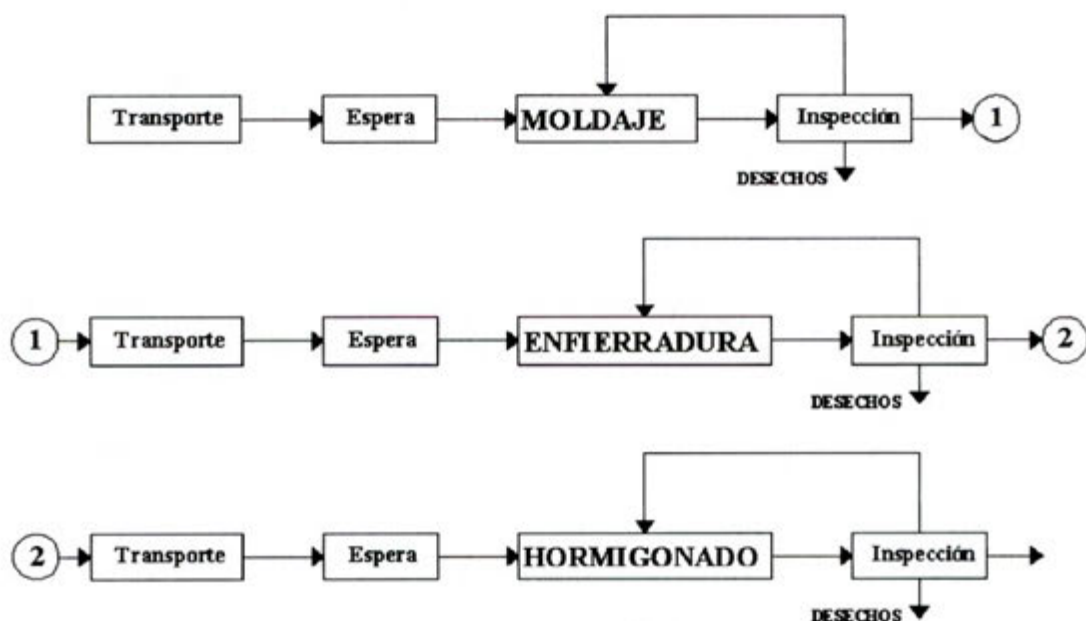 Transporte
Espera
MOLDAJE
Inspección
1
DESECHOS
1
Transporte
Espera
ENFIERRADURA
Inspección
2
DESECHOS
2
Transporte
Espera
HORMIGONADO
Inspección
DESECHOS